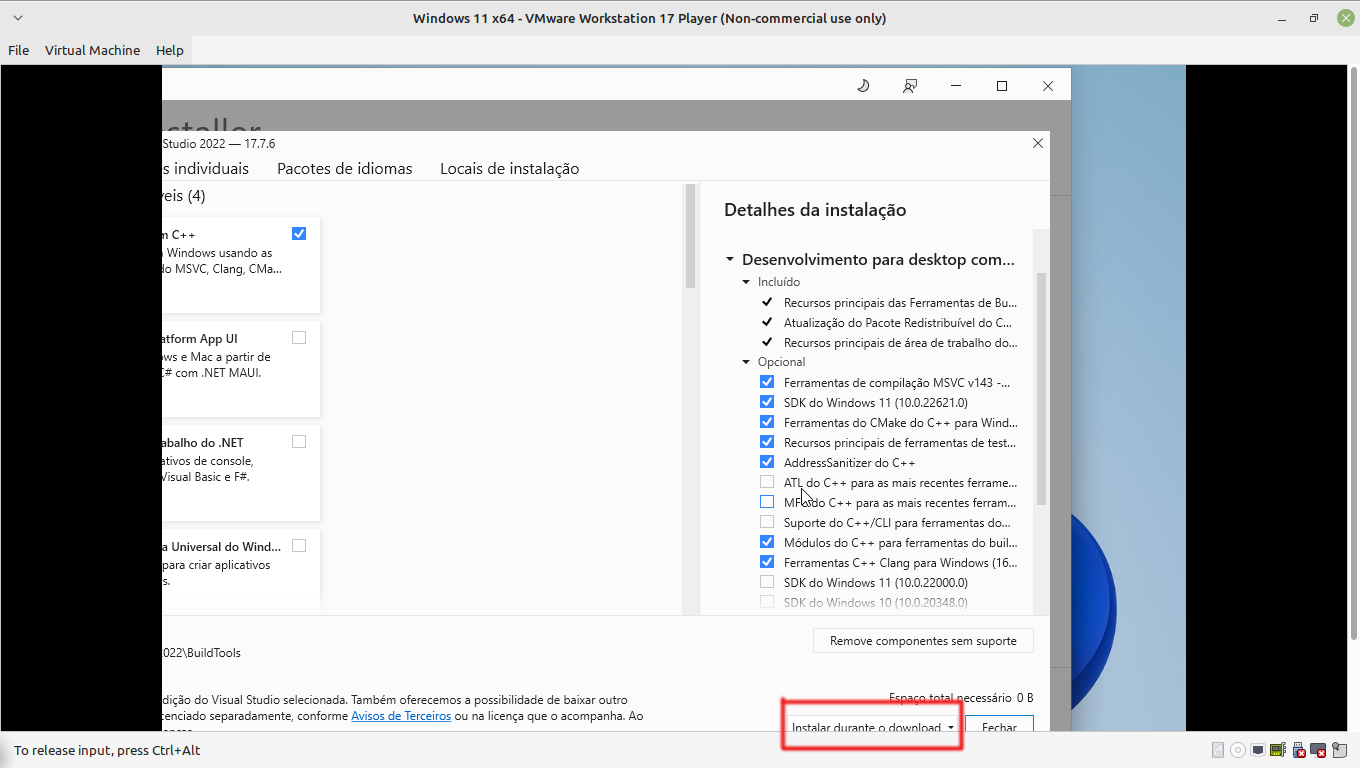 Windows 11 x64 - VMware Workstation 17 Player (Non-commercial use only)
File Virtual Machine Help
Studio 2022 — 17.7.6
s individuais Pacotes de idiomas Locais de instalação
veis (4)
m C++
Windows usando as
do MSVC, Clang, CMa...
atform App UI
ws e Mac a partir de
C# com .NET MAUI.
abalho do .NET
ativos de console,
Visual Basic e F#.
a Universal do Wind...
para criar aplicativos
s.
Detalhes da instalação
Desenvolvimento para desktop com...
Incluído
Recursos principais das Ferramentas de Bu...
Atualização do Pacote Redistribuível do C...
Recursos principais de área de trabalho do...
Opcional
Ferramentas de compilação MSVC v143 -...
SDK do Windows 11 (10.0.22621.0)
Ferramentas do CMake do C++ para Wind...
Recursos principais de ferramentas de test...
AddressSanitizer do C++
ATL do C++ para as mais recentes ferrame...
MFC do C++ para as mais recentes ferram...
Suporte do C++/CLI para ferramentas do...
Módulos do C++ para ferramentas do buil...
Ferramentas C++ Clang para Windows (16...
SDK do Windows 11 (10.0.22000.0)
SDK do Windows 10 (10.0.20348.0)
Remove componentes sem suporte
2022\BuildTools
Espaço total necessário 0 B
dição do Visual Studio selecionada. Também oferecemos a possibilidade de baixar outro
cenciado separadamente, conforme Avisos de Terceiros ou na licença que o acompanha. Ao
Instalar durante o download Fechar
To release input, press Ctrl+Alt